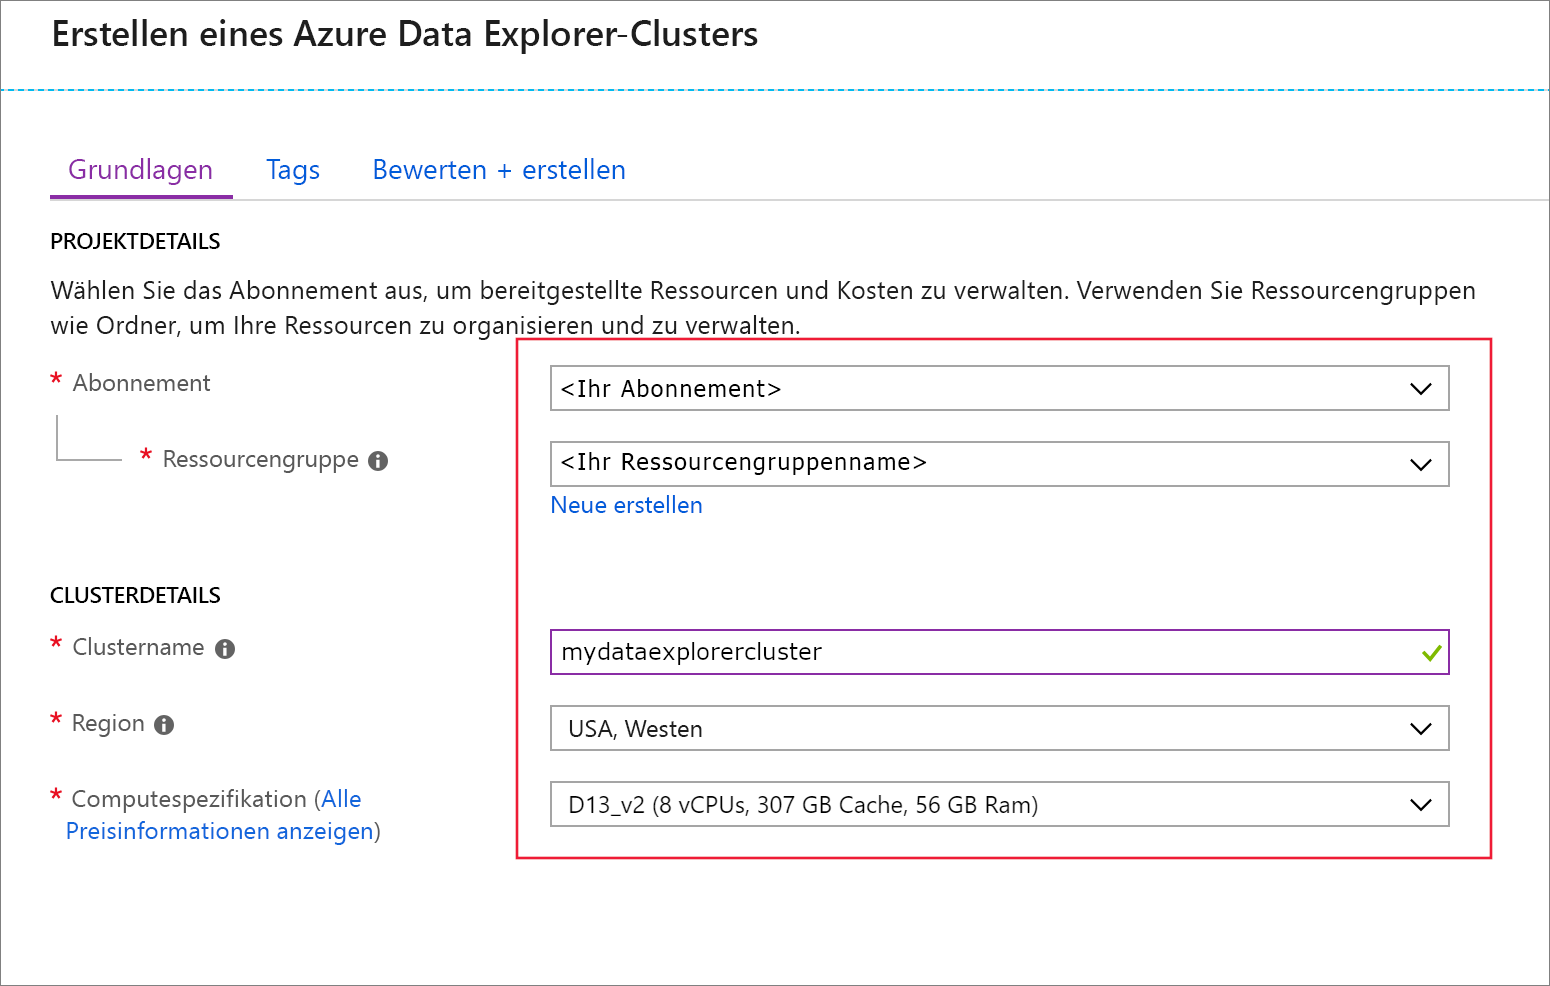 Erstellen eines Azure Data Explorer-Clusters
Grundlagen Tags Bewerten + erstellen
PROJEKTDETAILS
Wählen Sie das Abonnement aus, um bereitgestellte Ressourcen und Kosten zu verwalten. Verwenden Sie Ressourcengruppen
wie Ordner, um Ihre Ressourcen zu organisieren und zu verwalten.
* Abonnement <Ihr Abonnement>
* Ressourcengruppe <Ihr Ressourcengruppenname>
Neue erstellen
CLUSTERDETAILS
* Clustername mydataexplorercluster
* Region USA, Westen
* Computespezifikation (Alle D13_v2 (8 vCPUs, 307 GB Cache, 56 GB Ram)
Preisinformationen anzeigen)